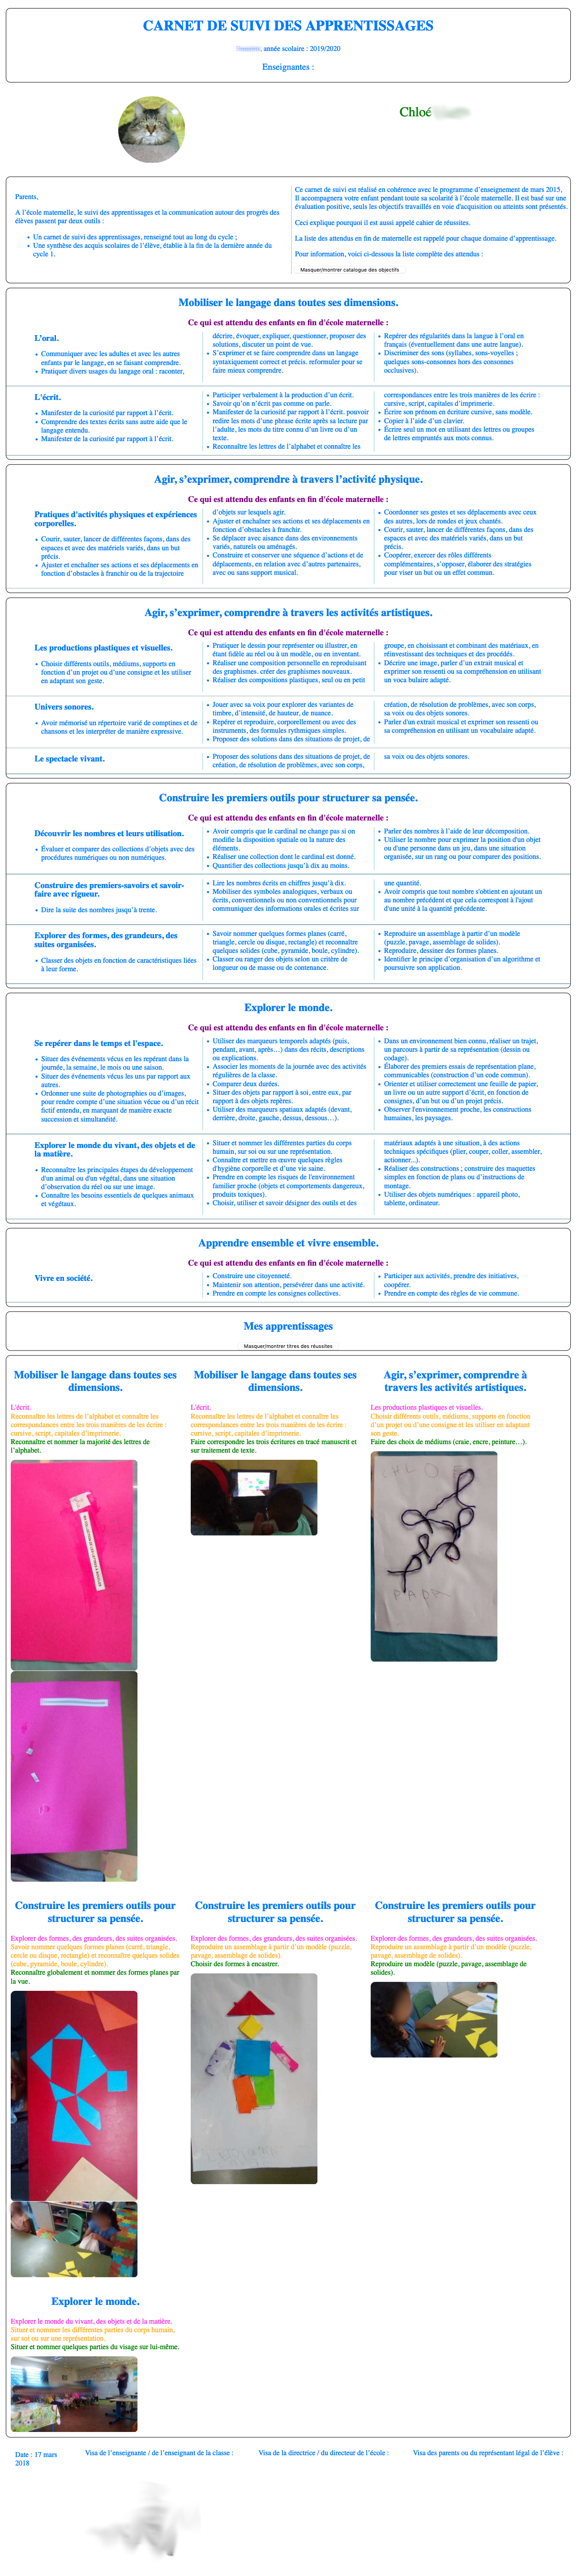 CARNET DE SUIVI DES APPRENTISSAGES
, année scolaire : 2019/2020
Enseignantes :
Chloé
Parents,
A l'école maternelle, le suivi des apprentissages et la communication autour des progrès des
élèves passent par deux outils :
Un carnet de suivi des apprentissages, renseigné tout au long du cycle ;
Une synthèse des acquis scolaires de l'élève, établie à la fin de la dernière année du
cycle 1.
Ce carnet de suivi est réalisé en cohérence avec le programme d'enseignement de mars 2015,
Il accompagnera votre enfant pendant toute sa scolarité à l'école maternelle. Il est basé sur une
évaluation positive, seuls les objectifs travaillés en voie d'acquisition ou atteints sont présentés.
Ceci explique pourquoi il est aussi appelé cahier de réussites.
La liste des attendus en fin de maternelle est rappelé pour chaque domaine d'apprentissage.
Pour information, voici ci-dessous la liste complète des attendus :
Masquer/montrer catalogue des objectifs
Mobiliser le langage dans toutes ses dimensions.
Ce qui est attendu des enfants en fin d'école maternelle :
L'oral.
Communiquer avec les adultes et avec les autres
enfants par le langage, en se faisant comprendre.
Pratiquer divers usages du langage oral : raconter,
décrire, évoquer, expliquer, questionner, proposer des
solutions, discuter un point de vue.
S'exprimer et se faire comprendre dans un langage
syntaxiquement correct et précis. reformuler pour se
faire mieux comprendre.
Repérer des régularités dans la langue à l'oral en
français (éventuellement dans une autre langue).
Discriminer des sons (syllabes, sons-voyelles ;
quelques sons-consonnes hors des consonnes
occlusives).
L'écrit.
Manifester de la curiosité par rapport à l'écrit.
Comprendre des textes écrits sans autre aide que le
langage entendu.
Manifester de la curiosité par rapport à l'écrit.
Participer verbalement à la production d'un écrit.
Savoir qu'on n'écrit pas comme on parle.
Manifester de la curiosité par rapport à l'écrit. pouvoir
redire les mots d'une phrase écrite après sa lecture par
l'adulte, les mots du titre connu d'un livre ou d'un
texte.
Reconnaître les lettres de l'alphabet et connaître les
correspondances entre les trois manières de les écrire :
cursive, script, capitales d'imprimerie.
Écrire son prénom en écriture cursive, sans modèle.
Copier à l'aide d'un clavier.
Écrire seul un mot en utilisant des lettres ou groupes
de lettres empruntés aux mots connus.
Agir, s'exprimer, comprendre à travers l'activité physique.
Ce qui est attendu des enfants en fin d'école maternelle :
Pratiques d'activités physiques et expériences
corporelles.
Courir, sauter, lancer de différentes façons, dans des
espaces et avec des matériels variés, dans un but
précis.
Ajuster et enchaîner ses actions et ses déplacements en
fonction d'obstacles à franchir ou de la trajectoire
d'objets sur lesquels agir.
Ajuster et enchaîner ses actions et ses déplacements en
fonction d'obstacles à franchir.
Se déplacer avec aisance dans des environnements
variés, naturels ou aménagés.
Construire et conserver une séquence d'actions et de
déplacements, en relation avec d'autres partenaires,
avec ou sans support musical.
Coordonner ses gestes et ses déplacements avec ceux
des autres, lors de rondes et jeux chantés.
Courir, sauter, lancer de différentes façons, dans des
espaces et avec des matériels variés, dans un but
précis.
Coopérer, exercer des rôles différents
complémentaires, s'opposer, élaborer des stratégies
pour viser un but ou un effet commun.
Agir, s'exprimer, comprendre à travers les activités artistiques.
Ce qui est attendu des enfants en fin d'école maternelle :
Les productions plastiques et visuelles.
Choisir différents outils, médiums, supports en
fonction d'un projet ou d'une consigne et les utiliser
en adaptant son geste.
Pratiquer le dessin pour représenter ou illustrer, en
étant fidèle au réel ou à un modèle, ou en inventant.
Réaliser une composition personnelle en reproduisant
des graphismes. créer des graphismes nouveaux.
Réaliser des compositions plastiques, seul ou en petit
groupe, en choisissant et combinant des matériaux, en
réinvestissant des techniques et des procédés.
Décrire une image, parler d'un extrait musical et
exprimer son ressenti ou sa compréhension en utilisant
un voca bulaire adapté.
Univers sonores.
Avoir mémorisé un répertoire varié de comptines et de
chansons et les interpréter de manière expressive.
Jouer avec sa voix pour explorer des variantes de
timbre, d'intensité, de hauteur, de nuance.
Repérer et reproduire, corporellement ou avec des
instruments, des formules rythmiques simples.
Proposer des solutions dans des situations de projet, de
création, de résolution de problèmes, avec son corps,
sa voix ou des objets sonores.
Parler d'un extrait musical et exprimer son ressenti ou
sa compréhension en utilisant un vocabulaire adapté.
Le spectacle vivant.
Proposer des solutions dans des situations de projet, de
création, de résolution de problèmes, avec son corps,
sa voix ou des objets sonores.
Construire les premiers outils pour structurer sa pensée.
Ce qui est attendu des enfants en fin d'école maternelle :
Découvrir les nombres et leurs utilisation.
Évaluer et comparer des collections d'objets avec des
procédures numériques ou non numériques.
Avoir compris que le cardinal ne change pas si on
modifie la disposition spatiale ou la nature des
éléments.
Réaliser une collection dont le cardinal est donné.
Quantifier des collections jusqu'à dix au moins.
Parler des nombres à l'aide de leur décomposition.
Utiliser le nombre pour exprimer la position d'un objet
ou d'une personne dans un jeu, dans une situation
organisée, sur un rang ou pour comparer des positions.
Construire des premiers-savoirs et savoir-
faire avec rigueur.
Dire la suite des nombres jusqu'à trente.
Lire les nombres écrits en chiffres jusqu'à dix.
Mobiliser des symboles analogiques, verbaux ou
écrits, conventionnels ou non conventionnels pour
communiquer des informations orales et écrites sur
une quantité.
Avoir compris que tout nombre s'obtient en ajoutant un
au nombre précédent et que cela correspont à l'ajout
d'une unité à la quantité précédente.
Explorer des formes, des grandeurs, des
suites organisées.
Classer des objets en fonction de caractéristiques liées
à leur forme.
Savoir nommer quelques formes planes (carré,
triangle, cercle ou disque, rectangle) et reconnaître
quelques solides (cube, pyramide, boule, cylindre).
Classer ou ranger des objets selon un critère de
longueur ou de masse ou de contenance.
Reproduire un assemblage à partir d'un modèle
(puzzle, pavage, assemblage de solides).
Reproduire, dessiner des formes planes.
Identifier le principe d'organisation d'un algorithme et
poursuivre son application.
Explorer le monde.
Ce qui est attendu des enfants en fin d'école maternelle :
Se repérer dans le temps et l'espace.
Situer des événements vécus en les repérant dans la
journée, la semaine, le mois ou une saison.
Situer des événements vécus les uns par rapport aux
autres.
Ordonner une suite de photographies ou d'images,
pour rendre compte d'une situation vécue ou d'un récit
fictif entendu, en marquant de manière exacte
succession et simultanéité.
Utiliser des marqueurs temporels adaptés (puis,
pendant, avant, après…) dans des récits, descriptions
ou explications.
Associer les moments de la journée avec des activités
régulières de la classe.
Comparer deux durées.
Situer des objets par rapport à soi, entre eux, par
rapport à des objets repères.
Utiliser des marqueurs spatiaux adaptés (devant,
derrière, droite, gauche, dessus, dessous…).
Dans un environnement bien connu, réaliser un trajet,
un parcours à partir de sa représentation (dessin ou
codage).
Élaborer des premiers essais de représentation plane,
communicables (construction d'un code commun).
Orienter et utiliser correctement une feuille de papier,
un livre ou un autre support d'écrit, en fonction de
consignes, d'un but ou d'un projet précis.
Observer l'environnement proche, les constructions
humaines, les paysages.
Explorer le monde du vivant, des objets et de
la matière.
Reconnaître les principales étapes du développement
d'un animal ou d'un végétal, dans une situation
d'observation du réel ou sur une image.
Connaître les besoins essentiels de quelques animaux
et végétaux.
Situer et nommer les différentes parties du corps
humain, sur soi ou sur une représentation.
Connaître et mettre en œuvre quelques règles
d'hygiène corporelle et d'une vie saine.
Prendre en compte les risques de l'environnement
familier proche (objets et comportements dangereux,
produits toxiques).
Choisir, utiliser et savoir désigner des outils et des
matériaux adaptés à une situation, à des actions
techniques spécifiques (plier, couper, coller, assembler,
actionner...).
Réaliser des constructions ; construire des maquettes
simples en fonction de plans ou d'instructions de
montage.
Utiliser des objets numériques : appareil photo,
tablette, ordinateur.
Apprendre ensemble et vivre ensemble.
Ce qui est attendu des enfants en fin d'école maternelle :
Vivre en société.
Construire une citoyenneté.
Maintenir son attention, persévérer dans une activité.
Prendre en compte les consignes collectives.
Participer aux activités, prendre des initiatives,
coopérer.
Prendre en compte des règles de vie commune.
Mes apprentissages
Masquer/montrer titres des réussites
Mobiliser le langage dans toutes ses
dimensions.
L'écrit.
Reconnaître les lettres de l'alphabet et connaître les
correspondances entre les trois manières de les écrire :
cursive, script, capitales d'imprimerie.
Reconnaître et nommer la majorité des lettres de
l'alphabet.
Mobiliser le langage dans toutes ses
dimensions.
L'écrit.
Reconnaître les lettres de l'alphabet et connaître les
correspondances entre les trois manières de les écrire :
cursive, script, capitales d'imprimerie.
Faire correspondre les trois écritures en tracé manuscrit et
sur traitement de texte.
Agir, s'exprimer, comprendre à
travers les activités artistiques.
Les productions plastiques et visuelles.
Choisir différents outils, médiums, supports en fonction
d'un projet ou d'une consigne et les utiliser en adaptant
son geste.
Faire des choix de médiums (craie, encre, peinture…).
PAPA
Construire les premiers outils pour
structurer sa pensée.
Explorer des formes, des grandeurs, des suites organisées.
Savoir nommer quelques formes planes (carré, triangle,
cercle ou disque, rectangle) et reconnaître quelques solides
(cube, pyramide, boule, cylindre).
Reconnaître globalement et nommer des formes planes par
la vue.
Construire les premiers outils pour
structurer sa pensée.
Explorer des formes, des grandeurs, des suites organisées.
Reproduire un assemblage à partir d'un modèle (puzzle,
pavage, assemblage de solides).
Choisir des formes à encastrer.
Construire les premiers outils pour
structurer sa pensée.
Explorer des formes, des grandeurs, des suites organisées.
Reproduire un assemblage à partir d'un modèle (puzzle,
pavage, assemblage de solides).
Reproduire un modèle (puzzle, pavage, assemblage de
solides).
Explorer le monde.
Explorer le monde du vivant, des objets et de la matière.
Situer et nommer les différentes parties du corps humain,
sur soi ou sur une représentation.
Situer et nommer quelques parties du visage sur lui-même.
Date : 17 mars
2018
Visa de l'enseignante / de l'enseignant de la classe :
Visa de la directrice / du directeur de l'école :
Visa des parents ou du représentant légal de l'élève :